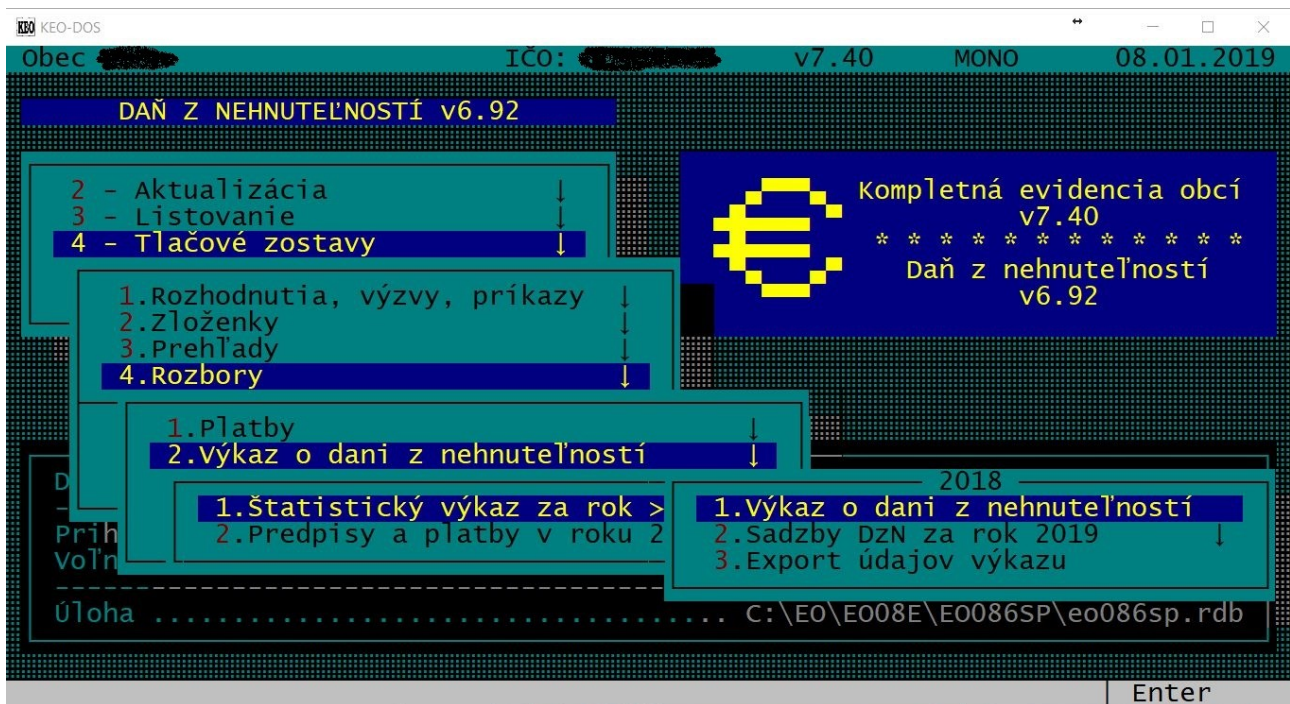 KEO KEO-DOS
Obec IČO: v7.40 MONO 08.01.2019
DAŇ Z NEHNUTEĽNOSTÍ v6.92
2 - Aktualizácia ↓
3 - Listovanie ↓
4 - Tlačové zostavy ↓
Kompletná evidencia obcí
v7.40
* * * * * * * * * * * *
Daň z nehnuteľností
v6.92
1.Rozhodnutia, výzvy, príkazy ↓
2.Zloženky ↓
3.Prehľady ↓
4.Rozbory ↓
1.Platby ↓
2.Výkaz o dani z nehnuteľností ↓
1.Štatistický výkaz za rok >
2.Predpisy a platby v roku 2
2018
1.Výkaz o dani z nehnuteľností
2.Sadzby DzN za rok 2019 ↓
3.Export údajov výkazu
D
Prih
Voľn
Úloha ..................................... C:\EO\EO08E\EO086SP\eo086sp.rdb
Enter